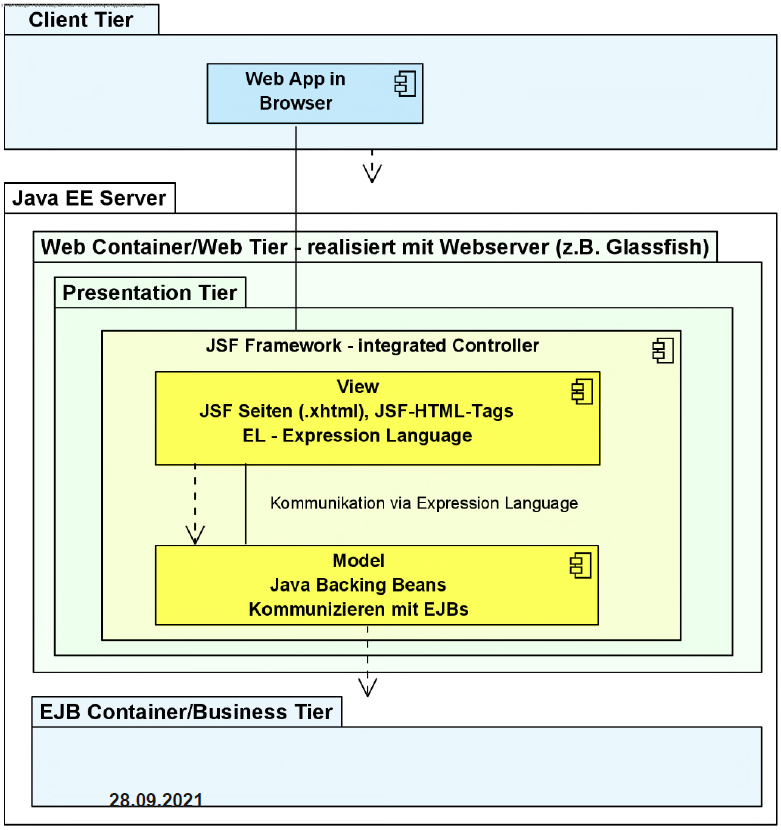 Client Tier
Web App in
Browser
Java EE Server
Web Container/Web Tier - realisiert mit Webserver (z.B. Glassfish)
Presentation Tier
JSF Framework - integrated Controller
View
JSF Seiten (.xhtml), JSF-HTML-Tags
EL - Expression Language
Kommunikation via Expression Language
Model
Java Backing Beans
Kommunizieren mit EJBs
EJB Container/Business Tier
28.09.2021